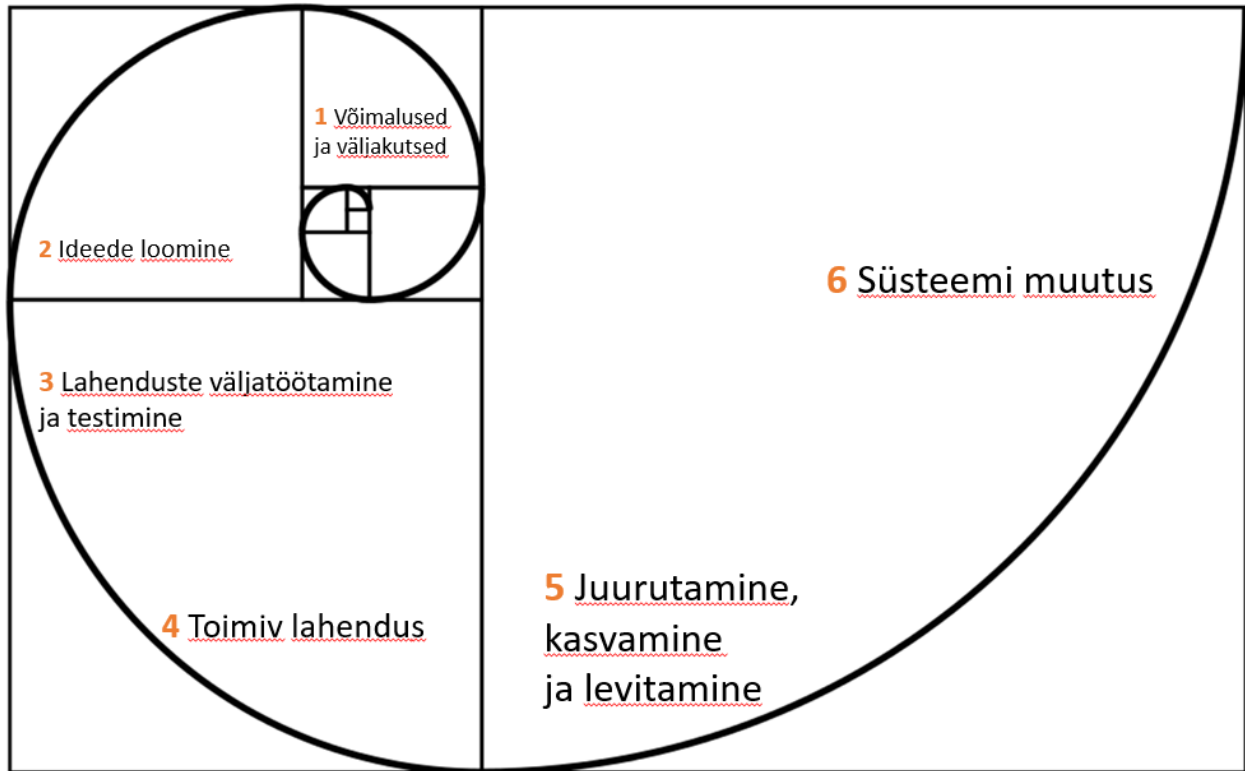 1 Võimalused
ja väljakutsed
2 Ideede loomine
3 Lahenduste väljatöötamine
ja testimine
4 Toimiv lahendus
5 Juurutamine,
kasvamine
ja levitamine
6 Süsteemi muutus